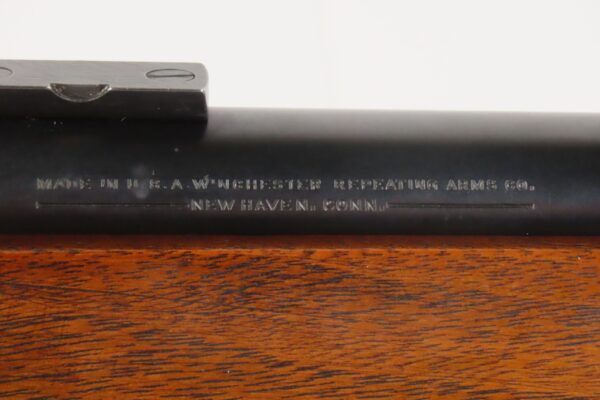 MADE IN U.S.A. WINCHESTER REPEATING ARMS CO.
NEW HAVEN. CONN.